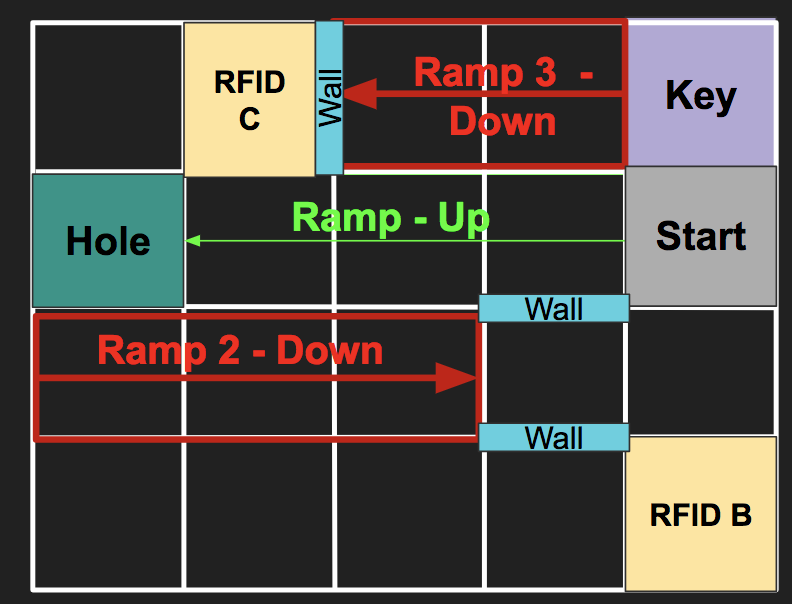 RFID
C
Wall
Ramp 3 -
Down
Key
Hole
Ramp - Up
Start
Wall
Ramp 2 - Down
Wall
RFID B